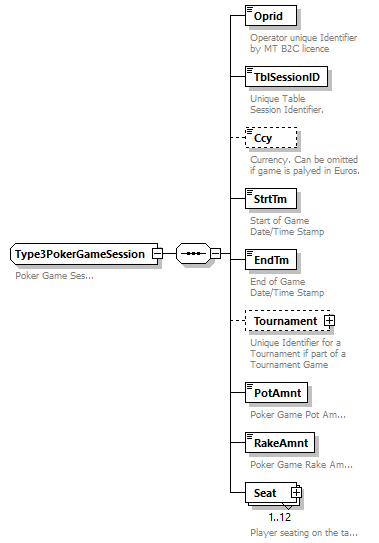 Oprid
Operator unique Identifier
by MT B2C licence
TblSessionID
Unique Table
Session Identifier.
Ccy
Currency. Can be omitted
if game is palyed in Euros.
StrtTm
Start of Game
Date/Time Stamp
Type3PokerGameSession
Poker Game Ses...
EndTm
End of Game
Date/Time Stamp
Tournament
Unique Identifier for a
Tournament if part of a
Tournament Game
PotAmnt
Poker Game Pot Am...
RakeAmnt
Poker Game Rake Am...
Seat
1..12
Player seating on the ta...